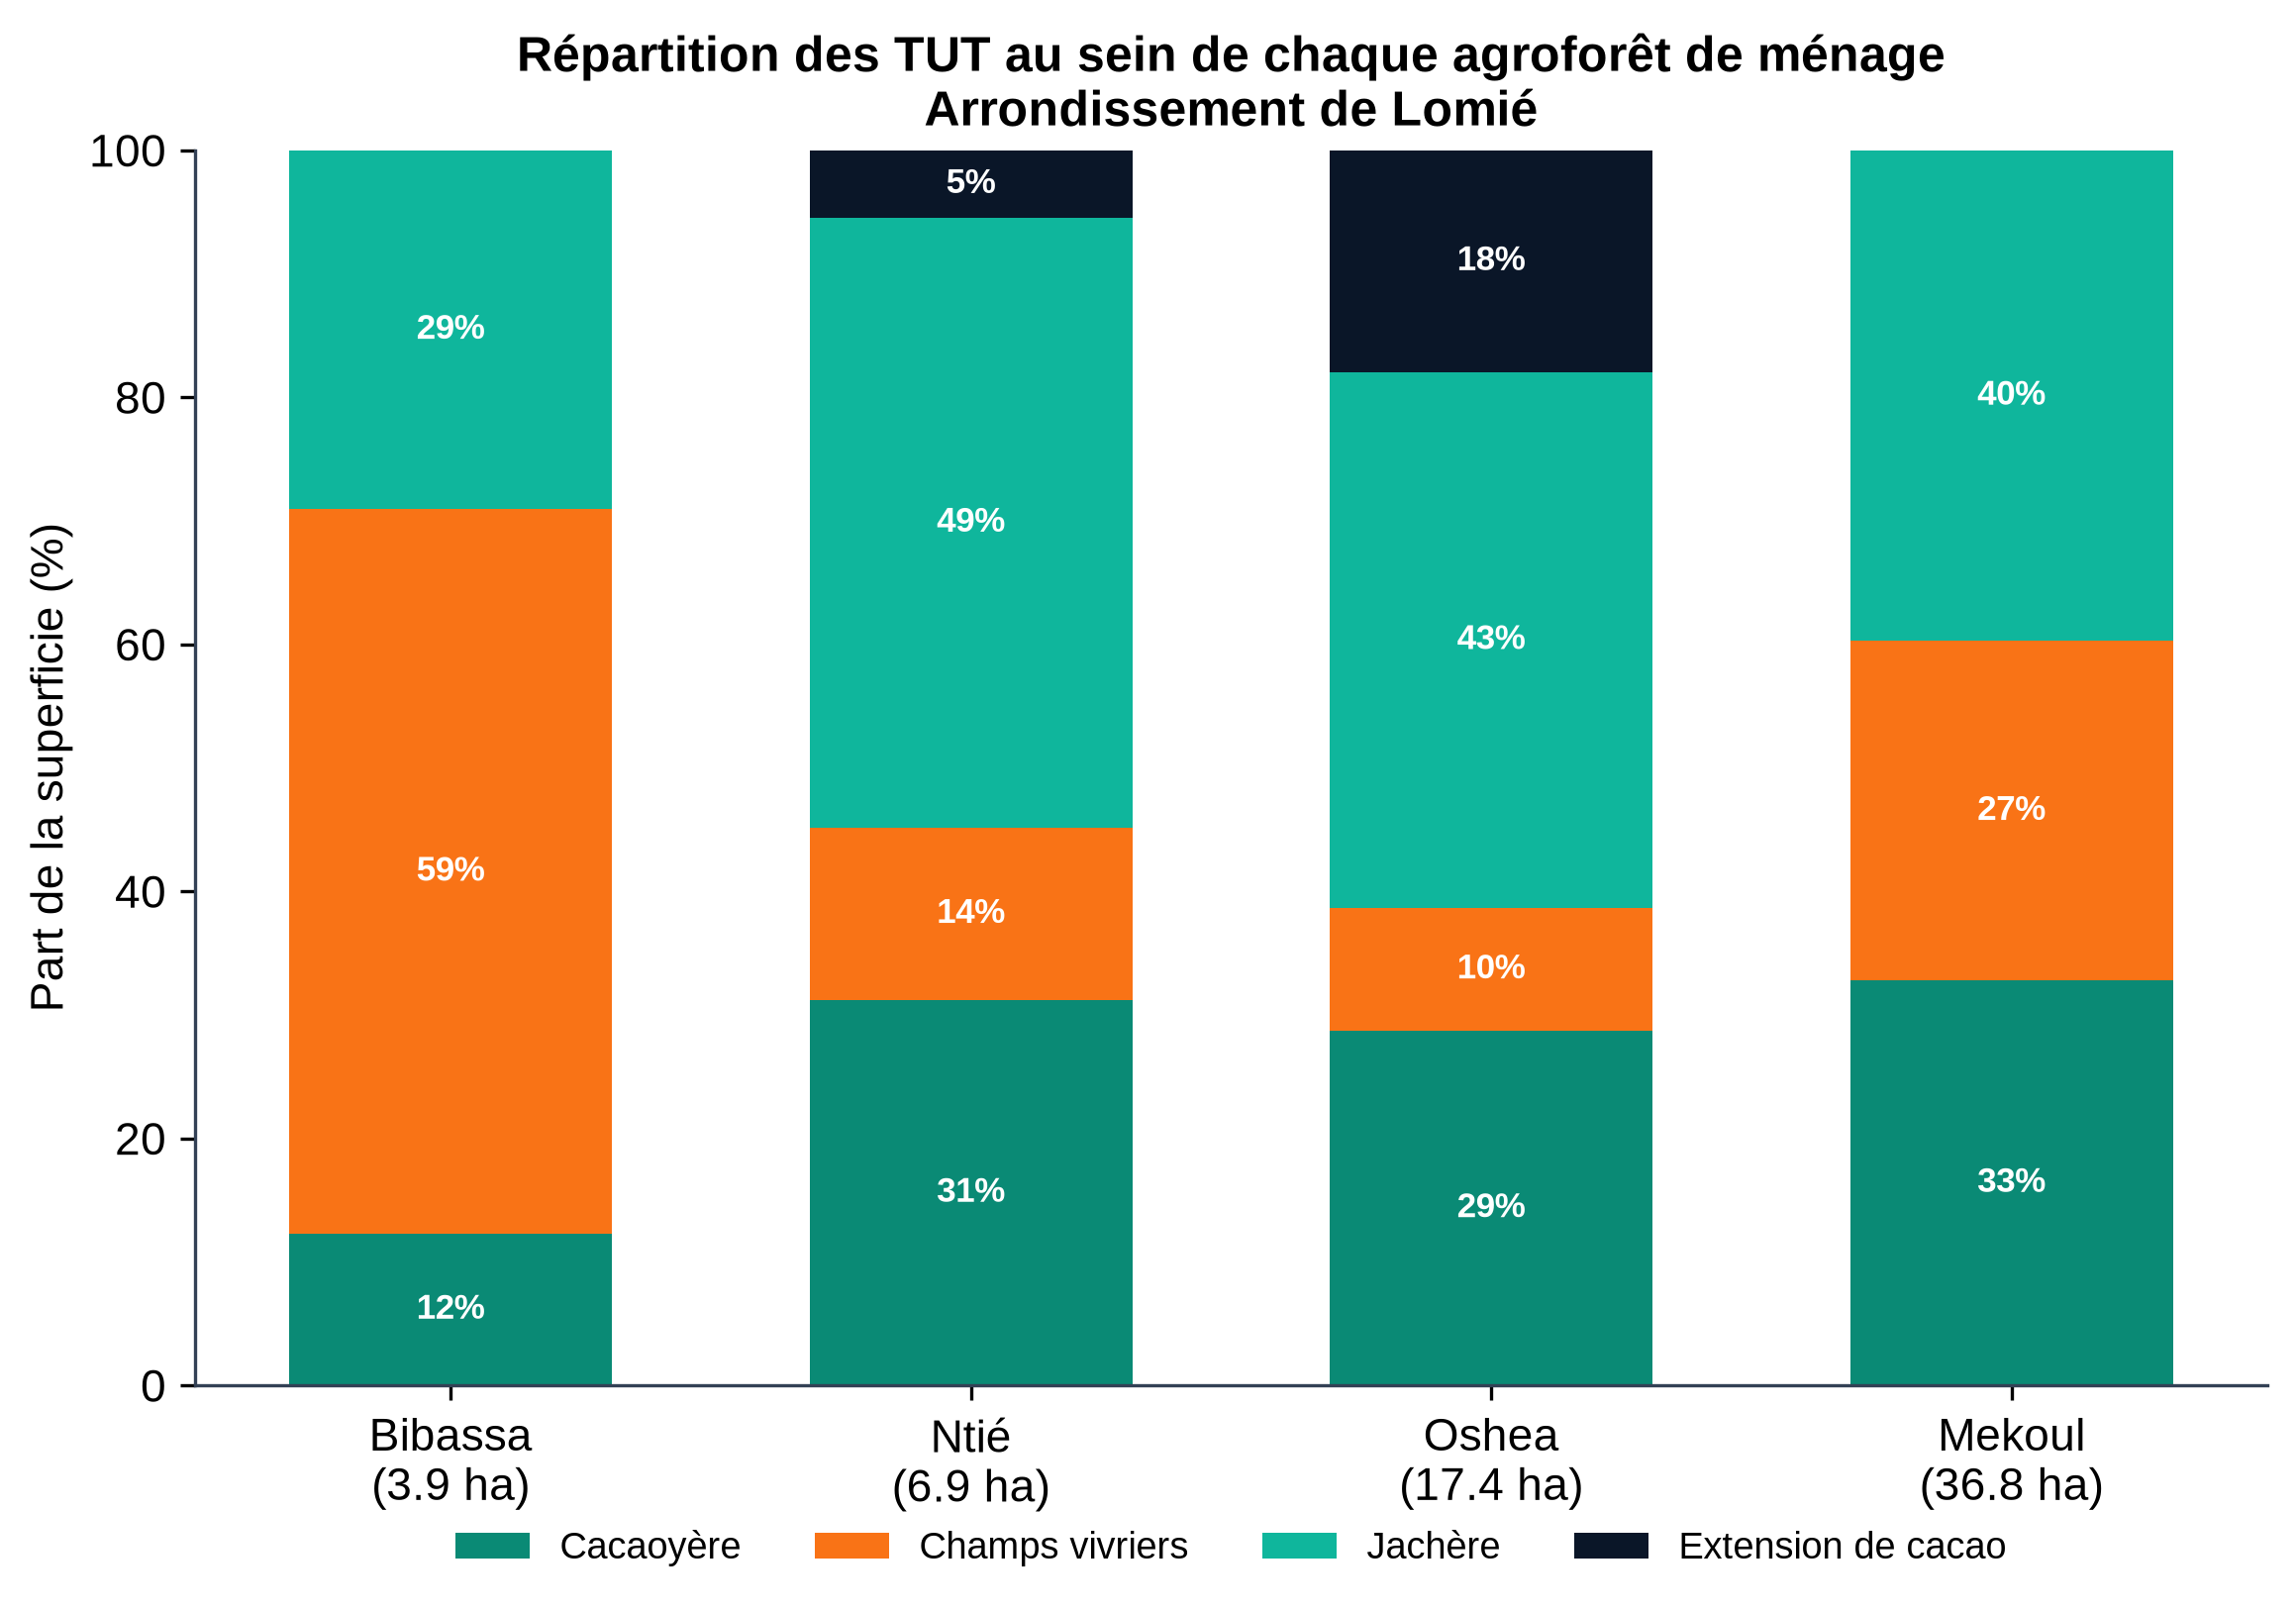 Répartition des TUT au sein de chaque agroforêt de ménage
Arrondissement de Lomié
Part de la superficie (%)
100
80
60
40
20
0
29%
59%
12%
5%
49%
14%
31%
18%
43%
10%
29%
40%
27%
33%
Bibassa
(3.9 ha)
Ntié
(6.9 ha)
Oshea
(17.4 ha)
Mekoul
(36.8 ha)
Cacaoyère
Champs vivriers
Jachère
Extension de cacao